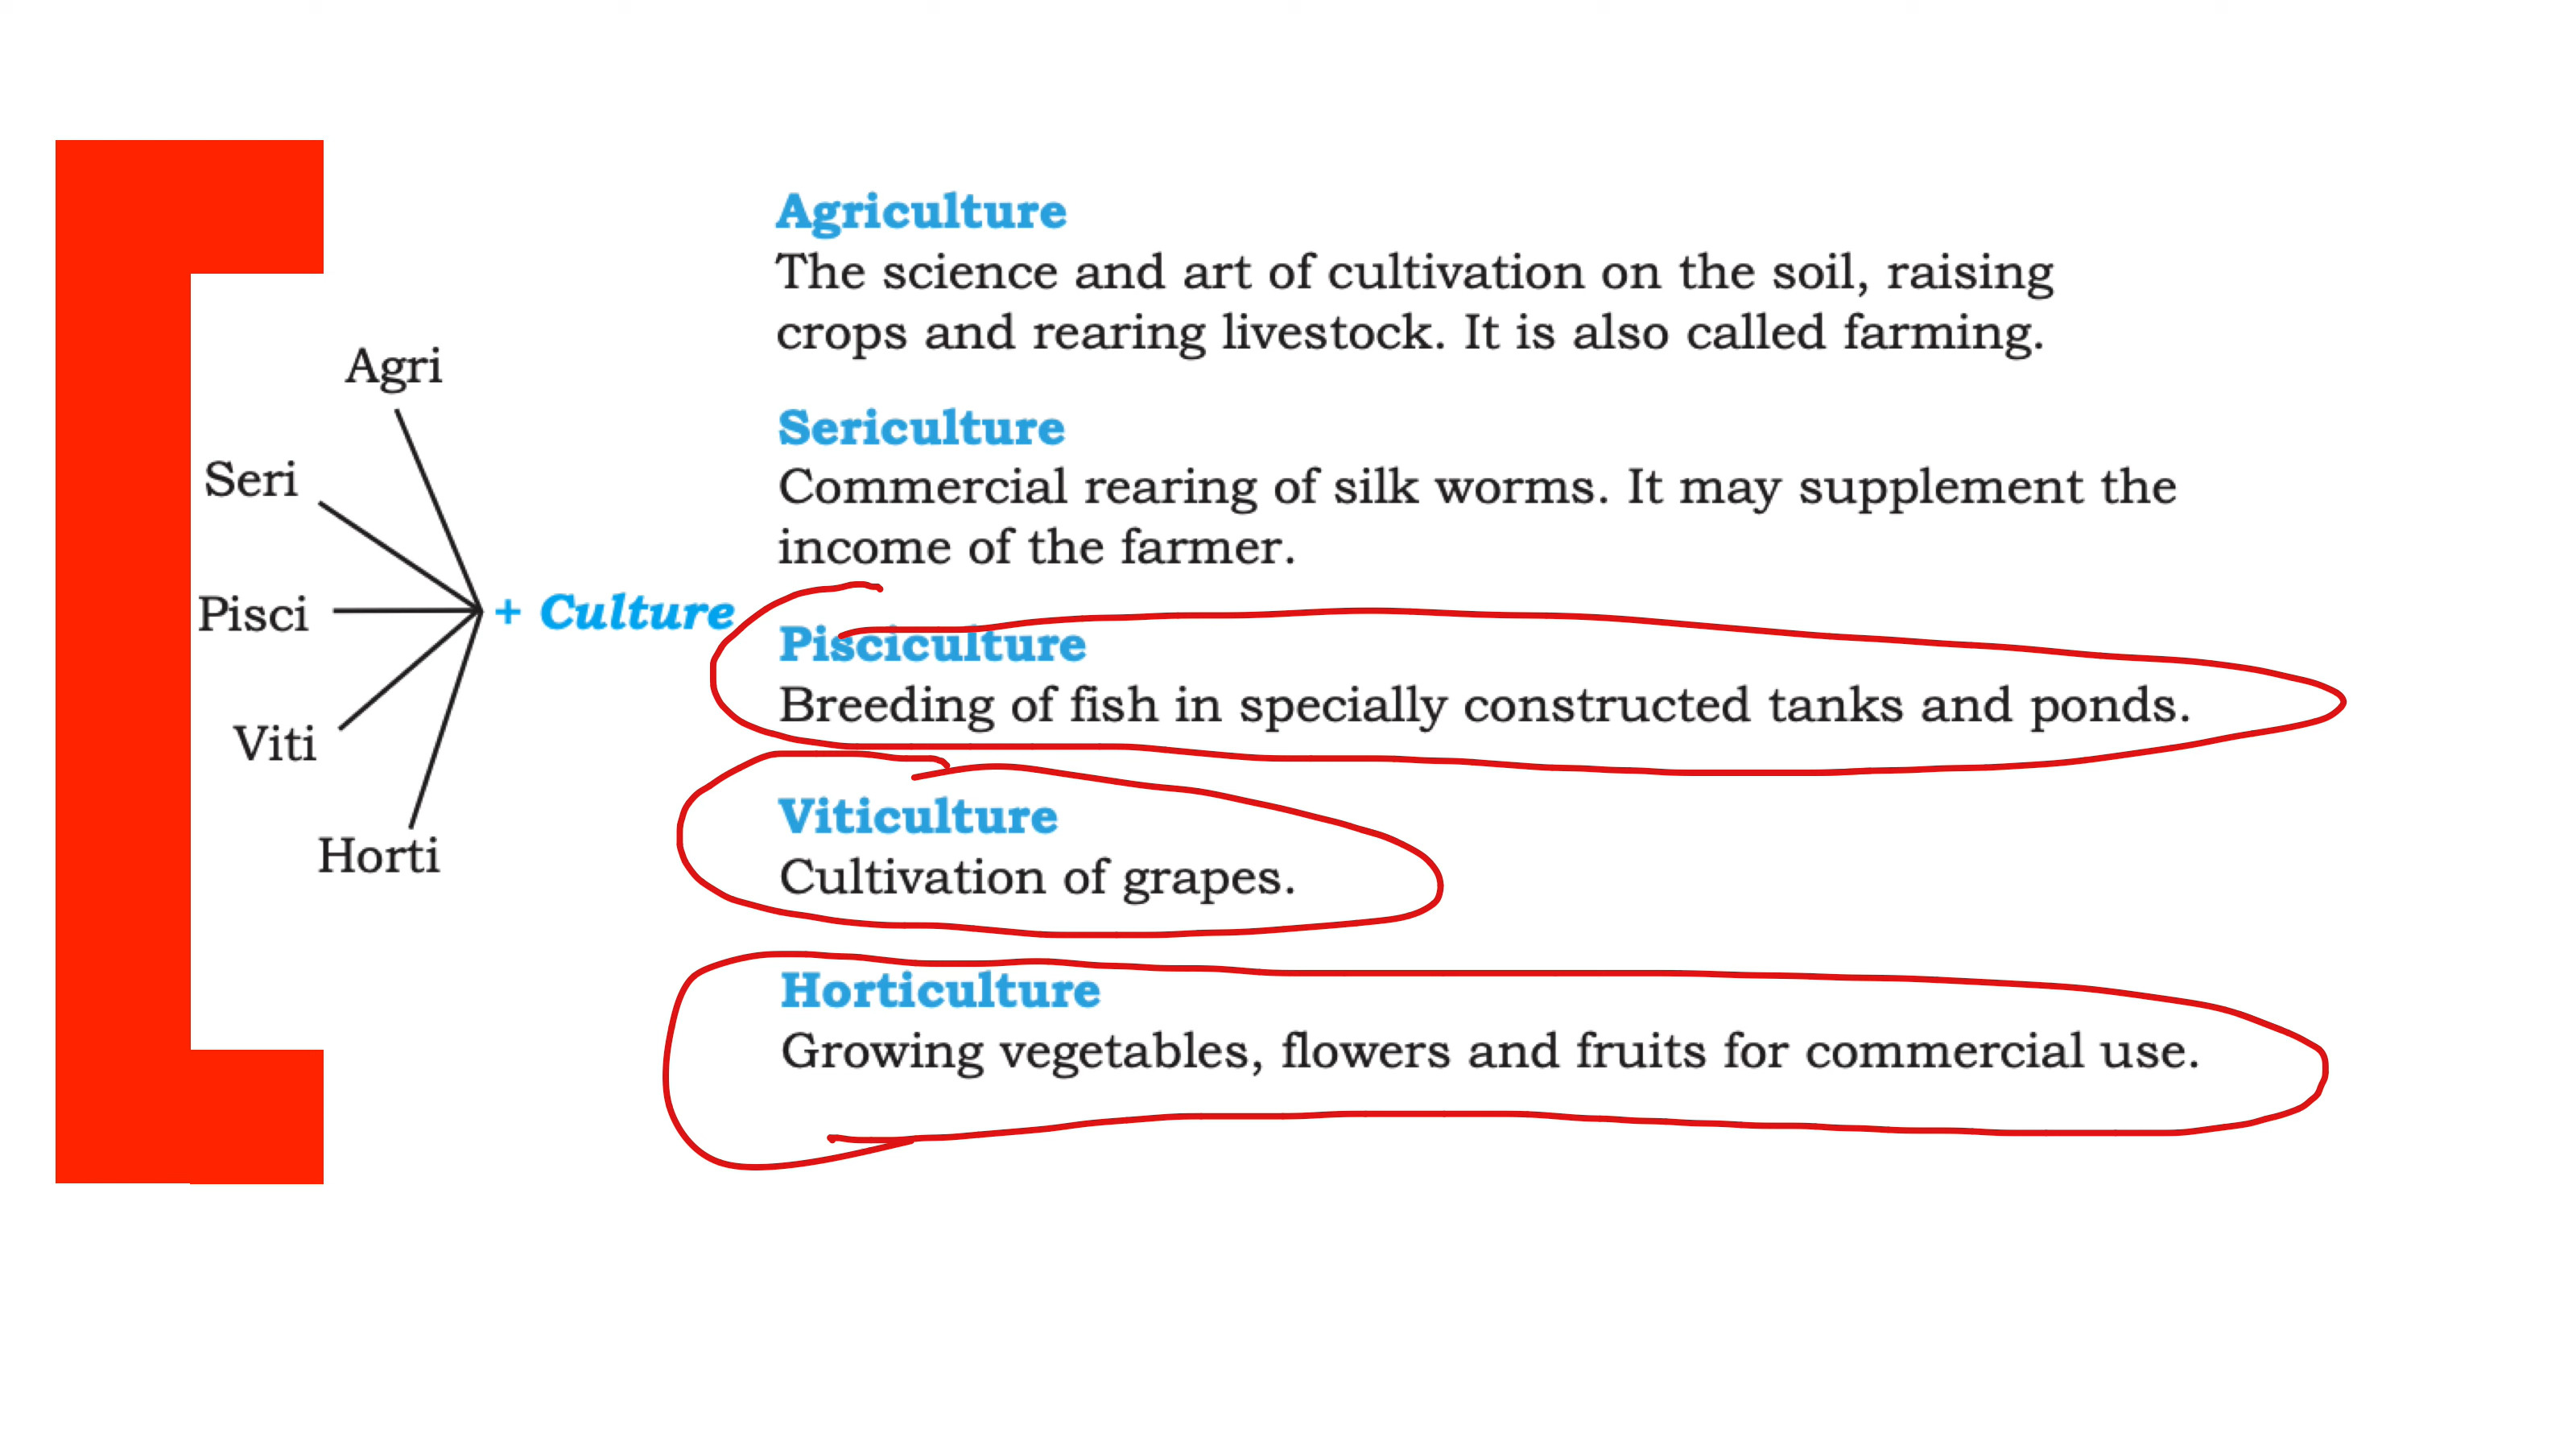 Agri
Seri
Pisci
Viti
Horti
+ Culture
Agriculture
The science and art of cultivation on the soil, raising
crops and rearing livestock. It is also called farming.
Sericulture
Commercial rearing of silk worms. It may supplement the
income of the farmer.
Pisciculture
Breeding of fish in specially constructed tanks and ponds.
Viticulture
Cultivation of grapes.
Horticulture
Growing vegetables, flowers and fruits for commercial use.